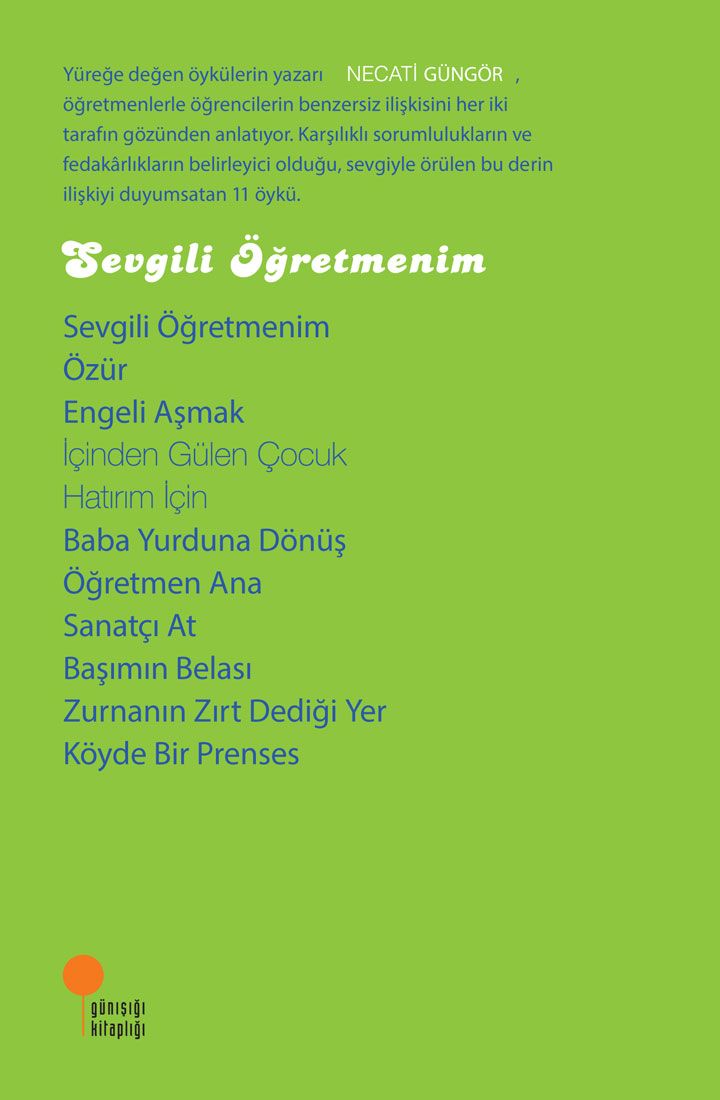 Yüreğe değen öykülerin yazarı NECATİ GÜNGÖR ,
öğretmenlerle öğrencilerin benzersiz ilişkisini her iki
tarafın gözünden anlatıyor. Karşılıklı sorumlulukların ve
fedakârlıkların belirleyici olduğu, sevgiyle örülen bu derin
ilişkiyi duyumsatan 11 öykü.
Sevgili Öğretmenim
Sevgili Öğretmenim
Özür
Engeli Aşmak
İçinden Gülen Çocuk
Hatırım İçin
Baba Yurduna Dönüş
Öğretmen Ana
Sanatçı At
Başımın Belası
Zurnanın Zırt Dediği Yer
Köyde Bir Prenses
günışığı
kitaplığı